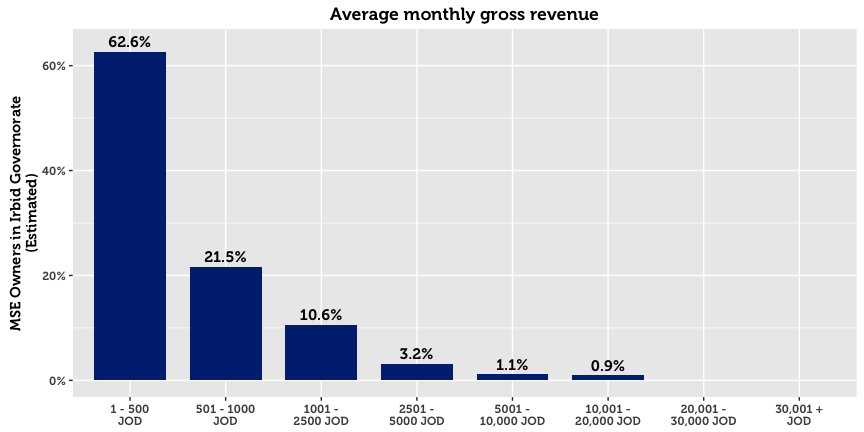 Average monthly gross revenue
MSE Owners in Irbid Governorate
(Estimated)
60%
40%
20%
0%
62.6%
21.5%
10.6%
3.2%
1.1%
0.9%
1 - 500
JOD
501 - 1000
JOD
1001 -
2500 JOD
2501 -
5000 JOD
5001 -
10,000 JOD
10,001 -
20,000 JOD
20,001 -
30,000 JOD
30,001 +
JOD